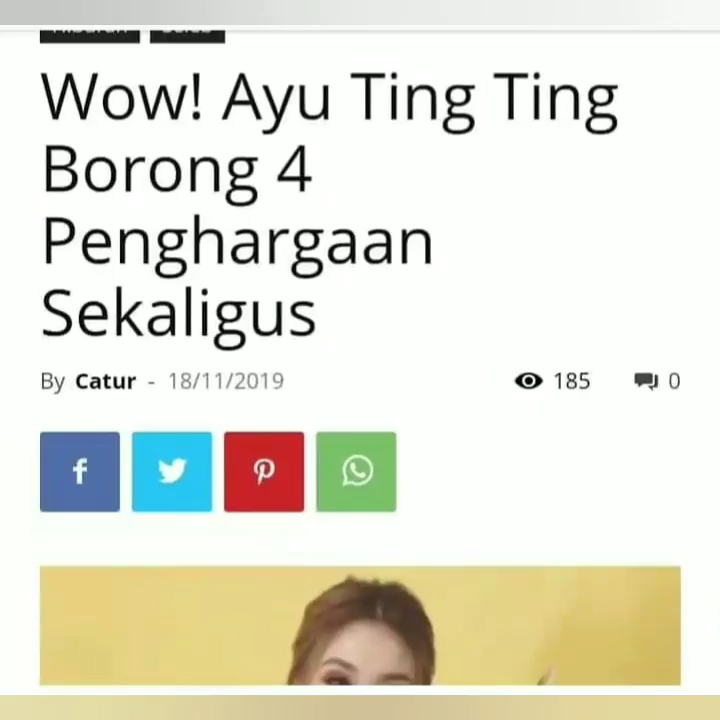 Wow! Ayu Ting Ting
Borong 4
Penghargaan
Sekaligus
By Catur - 18/11/2019 185 0